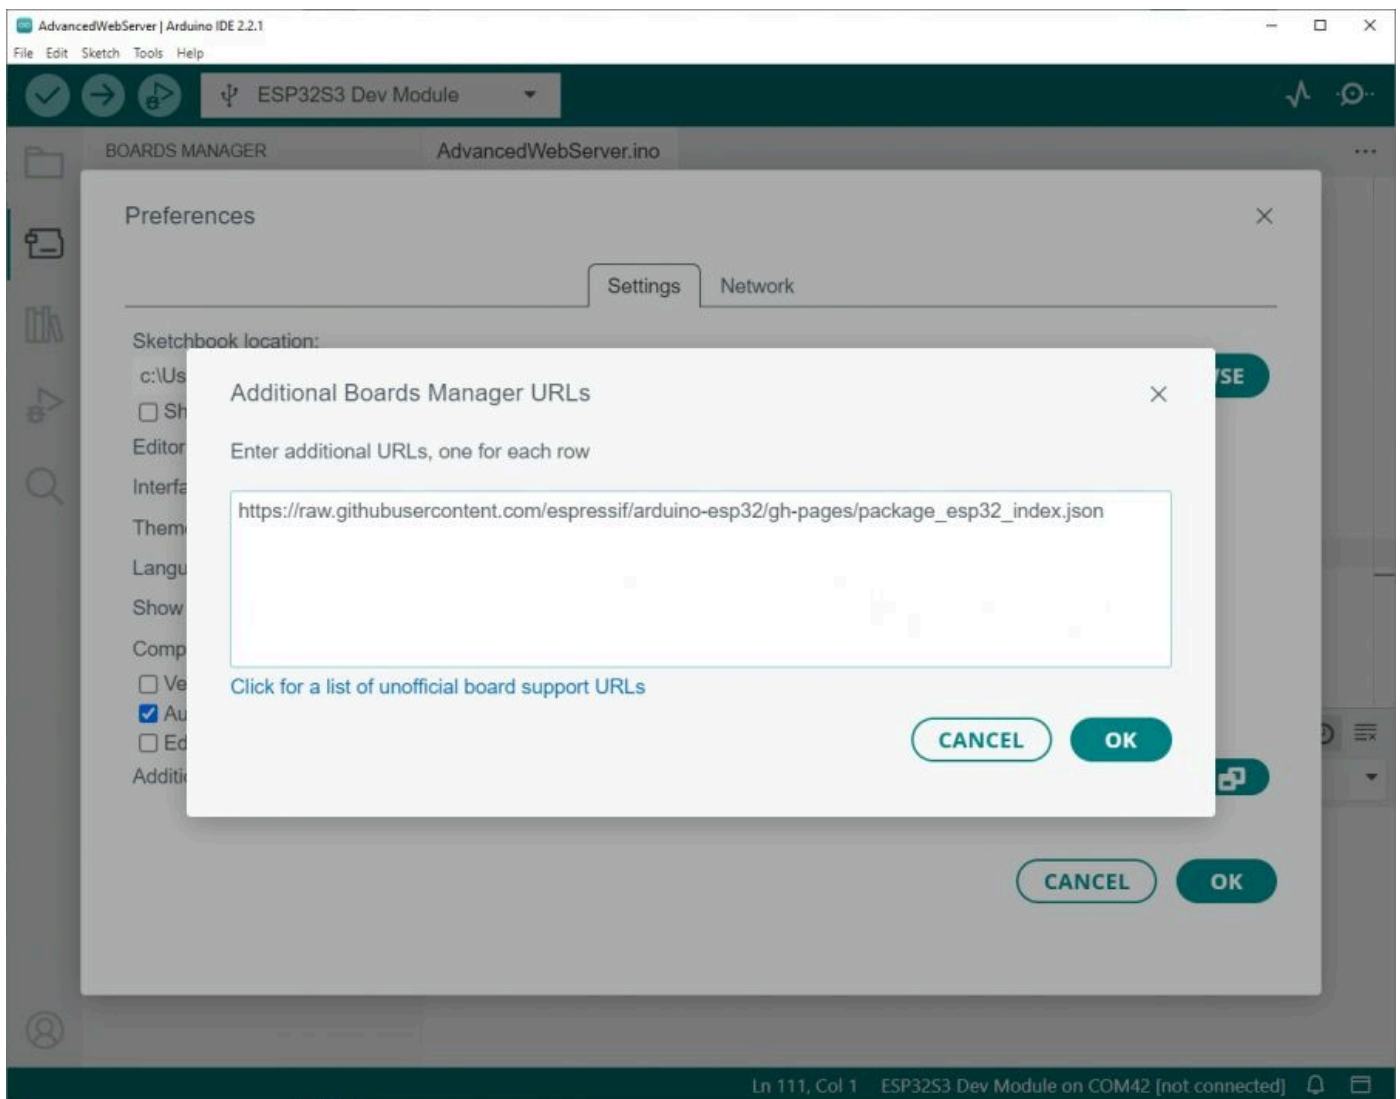 AdvancedWebServer | Arduino IDE 2.2.1
File Edit Sketch Tools Help
ESP32S3 Dev Module
BOARDS MANAGER
AdvancedWebServer.ino
Preferences
Settings
Network
Sketchbook location:
c:\Us
SE
Sh
Editor
Interfa
Them
Langu
Show
Comp
Ve
Au
Ed
Additi
Additional Boards Manager URLs
Enter additional URLs, one for each row
https://raw.githubusercontent.com/espressif/arduino-esp32/gh-pages/package_esp32_index.json
Click for a list of unofficial board support URLs
CANCEL
OK
CANCEL
OK
Ln 111, Col 1 ESP32S3 Dev Module on COM42 [not connected]